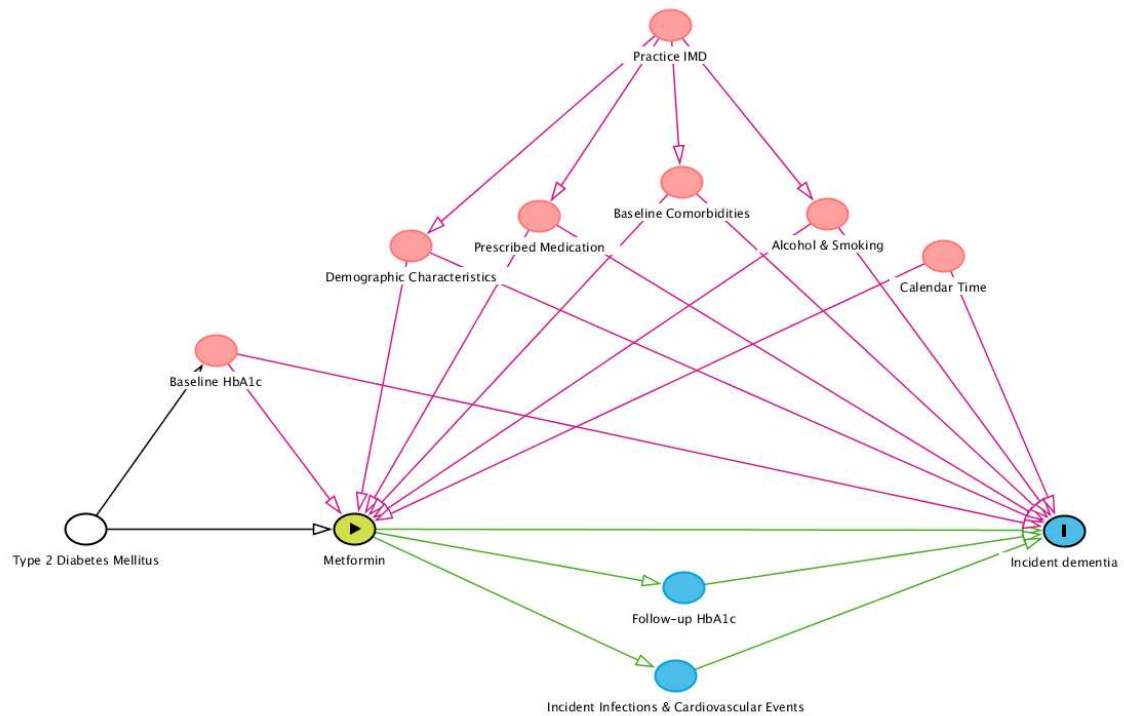 Practice IMD
Baseline Comorbidities
Prescribed Medication
Alcohol & Smoking
Demographic Characteristics
Calendar Time
Baseline HbA1c
Type 2 Diabetes Mellitus
Metformin
Incident dementia
Follow-up HbA1c
Incident Infections & Cardiovascular Events